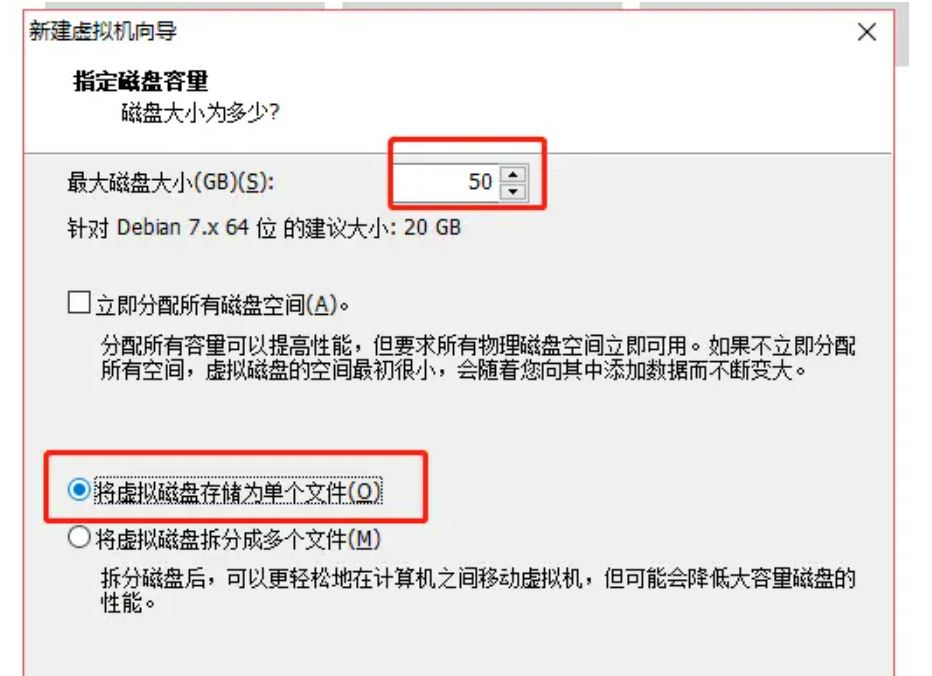 新建虚拟机向导
指定磁盘容量
磁盘大小为多少?
最大磁盘大小(GB)(S):
50
针对 Debian 7.x 64 位 的建议大小: 20 GB
立即分配所有磁盘空间(A)。
分配所有容量可以提高性能，但要求所有物理磁盘空间立即可用。如果不立即分配
所有空间，虚拟磁盘的空间最初很小，会随着您向其中添加数据而不断变大。
将虚拟磁盘存储为单个文件(O)
将虚拟磁盘拆分成多个文件(M)
拆分磁盘后，可以更轻松地在计算机之间移动虚拟机，但可能会降低大容量磁盘的
性能。